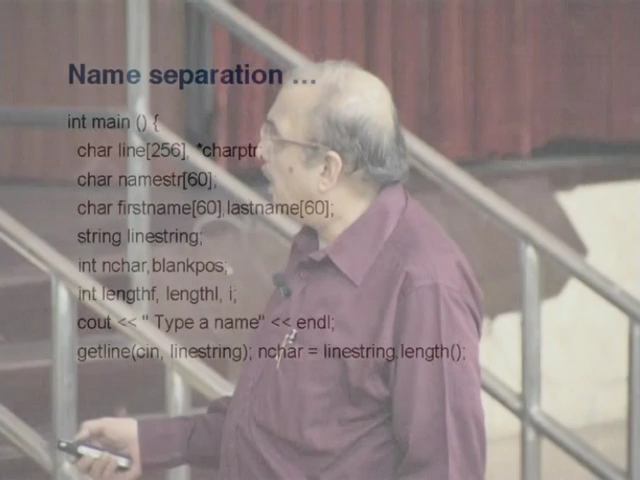 Name separation ...
int main () {
char line[256], *charptr
char namestr[60];
char firstname[60],lastname[60];
string linestring;
int nchar,blankpos;
int lengthf, lengthl, i;
cout << " Type a name" << endl;
getline(cin, linestring); nchar = linestring.length();